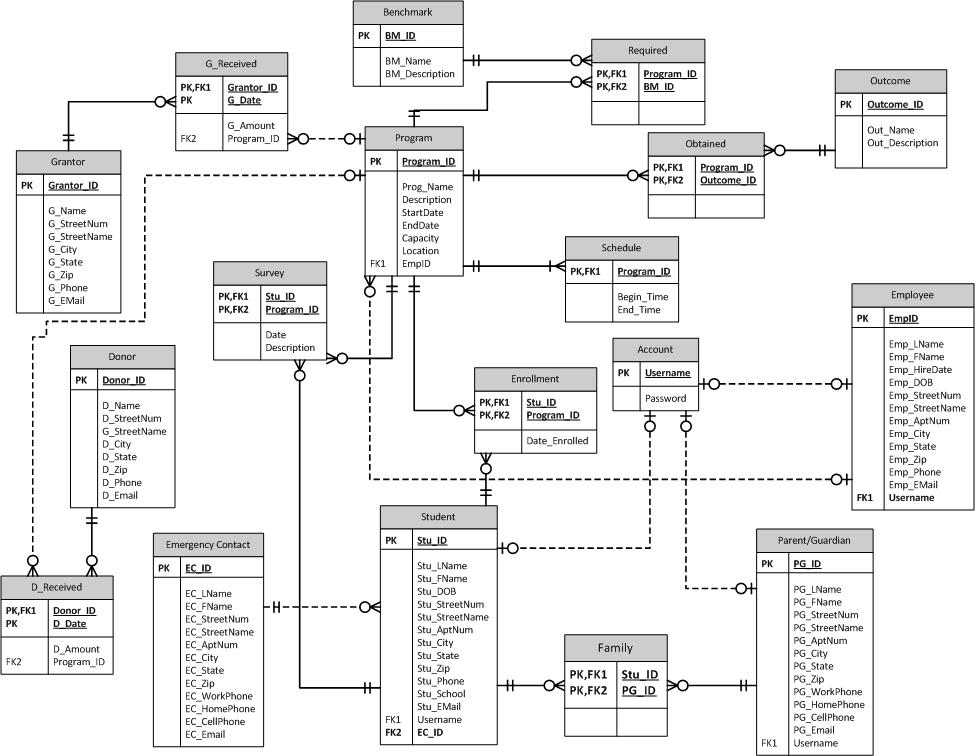 Benchmark
PK BM_ID
BM_Name
BM_Description
G_Received
PK,FK1 Grantor_ID
PK G_Date
G_Amount
FK2 Program_ID
Required
PK,FK1 Program_ID
PK,FK2 BM_ID
Outcome
PK Outcome_ID
Out_Name
Out_Description
Grantor
PK Grantor_ID
G_Name
G_StreetNum
G_StreetName
G_City
G_State
G_Zip
G_Phone
G_EMail
Program
PK Program_ID
Prog_Name
Description
StartDate
EndDate
Capacity
Location
FK1 EmpID
Obtained
PK,FK1 Program_ID
PK,FK2 Outcome_ID
Schedule
PK,FK1 Program_ID
Begin_Time
End_Time
Survey
PK,FK1 Stu_ID
PK,FK2 Program_ID
Date
Description
Employee
PK EmpID
Emp_LName
Emp_FName
Emp_HireDate
Emp_DOB
Emp_StreetNum
Emp_StreetName
Emp_AptNum
Emp_City
Emp_State
Emp_Zip
Emp_Phone
Emp_EMail
FK1 Username
Donor
PK Donor_ID
D_Name
D_StreetNum
G_StreetName
D_City
D_State
D_Zip
D_Phone
D_Email
Account
PK Username
Password
Enrollment
PK,FK1 Stu_ID
PK,FK2 Program_ID
Date_Enrolled
Student
PK Stu_ID
Stu_LName
Stu_FName
Stu_DOB
Stu_StreetNum
Stu_StreetName
Stu_AptNum
Stu_City
Stu_State
Stu_Zip
Stu_Phone
Stu_School
Stu_EMail
FK1 Username
FK2 EC_ID
Emergency Contact
PK EC_ID
EC_LName
EC_FName
EC_StreetNum
EC_StreetName
EC_AptNum
EC_City
EC_State
EC_Zip
EC_WorkPhone
EC_HomePhone
EC_CellPhone
EC_Email
Parent/Guardian
PK PG_ID
PG_LName
PG_FName
PG_StreetNum
PG_StreetName
PG_AptNum
PG_City
PG_State
PG_Zip
PG_WorkPhone
PG_HomePhone
PG_CellPhone
PG_Email
FK1 Username
D_Received
PK,FK1 Donor_ID
PK D_Date
D_Amount
FK2 Program_ID
Family
PK,FK1 Stu_ID
PK,FK2 PG_ID